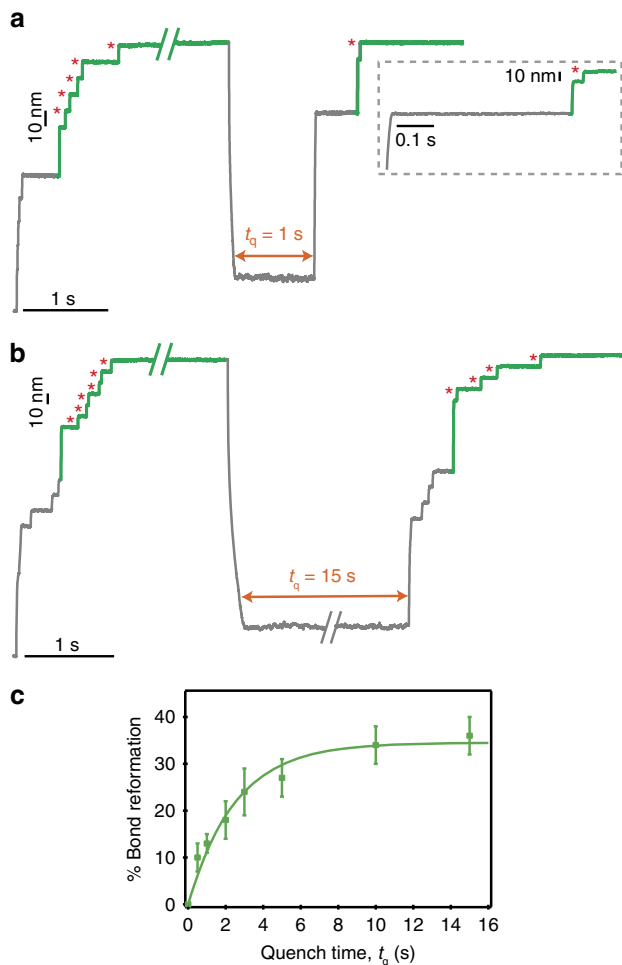 a
* * * * *
10 nm
1 s
t_q = 1 s
*
10 nm
*
0.1 s
b
* * * * * *
10 nm
1 s
t_q = 15 s
* * * *
c
% Bond reformation
40
30
20
10
0
0 2 4 6 8 10 12 14 16
Quench time, t_q (s)